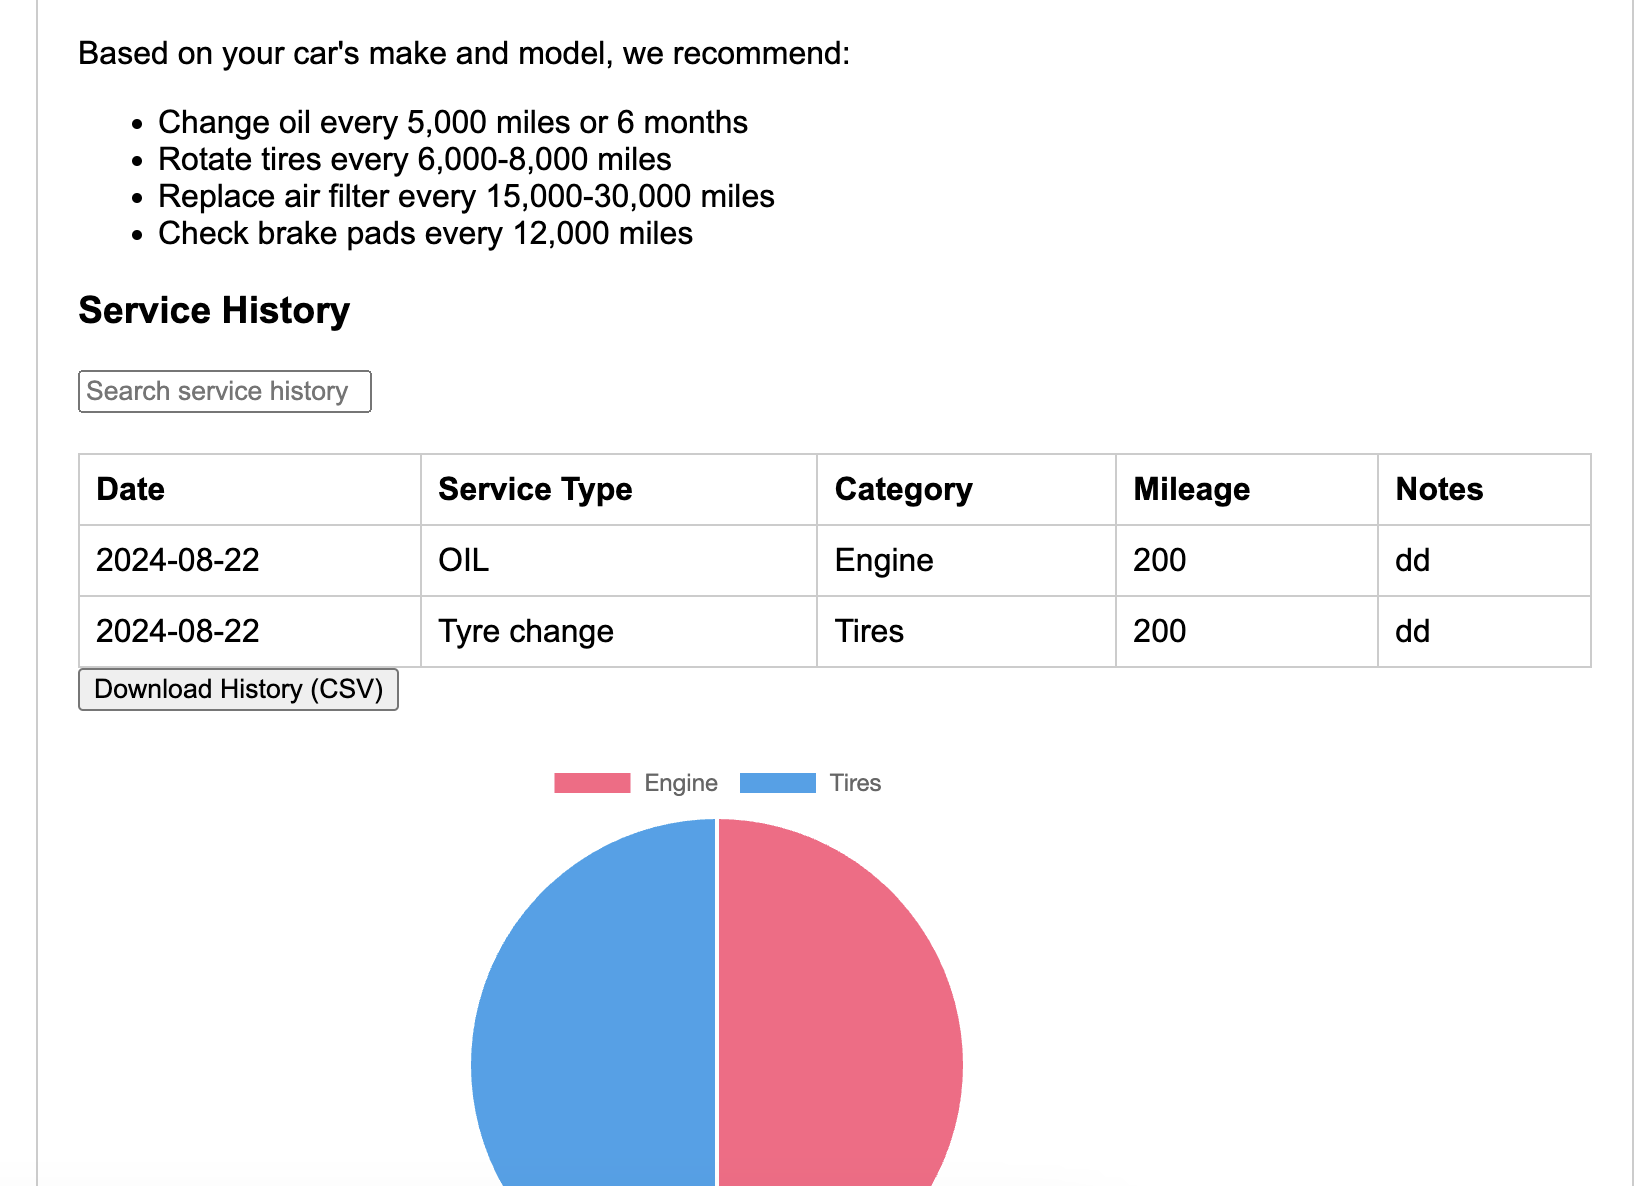 Based on your car's make and model, we recommend:
• Change oil every 5,000 miles or 6 months
• Rotate tires every 6,000-8,000 miles
• Replace air filter every 15,000-30,000 miles
• Check brake pads every 12,000 miles
Service History
Search service history
Date Service Type Category Mileage Notes
2024-08-22 OIL Engine 200 dd
2024-08-22 Tyre change Tires 200 dd
Download History (CSV)
Engine Tires